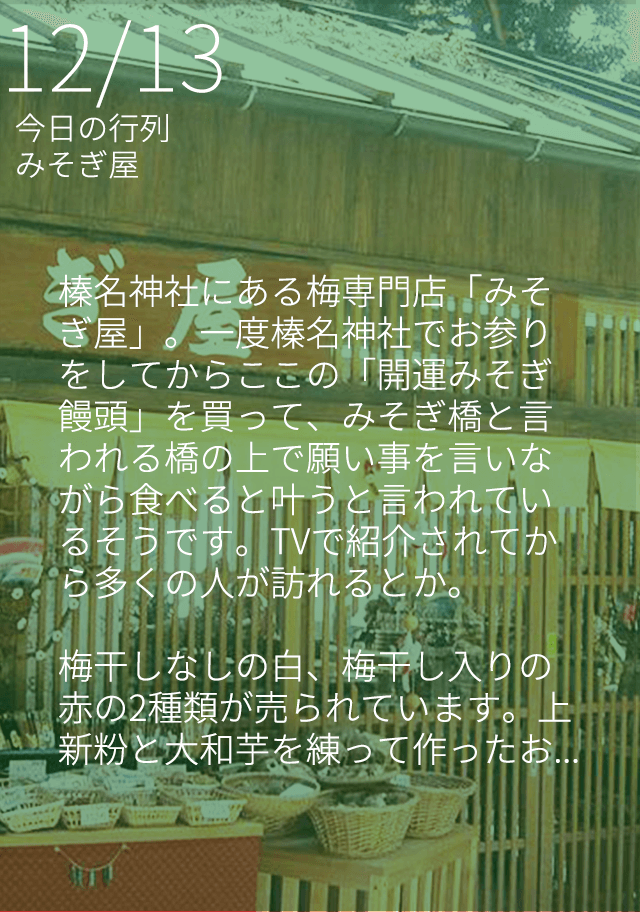 12/13
今日の行列
みそぎ屋
ぎ屋
榛名神社にある梅専門店「みそ
ぎ屋」。一度榛名神社でお参り
をしてからここの「開運みそぎ
饅頭」を買って、みそぎ橋と言
われる橋の上で願い事を言いな
がら食べると叶うと言われてい
るそうです。TVで紹介されてか
ら多くの人が訪れるとか。
梅干しなしの白、梅干し入りの
赤の2種類が売られています。上
新粉と大和芋を練って作ったお...